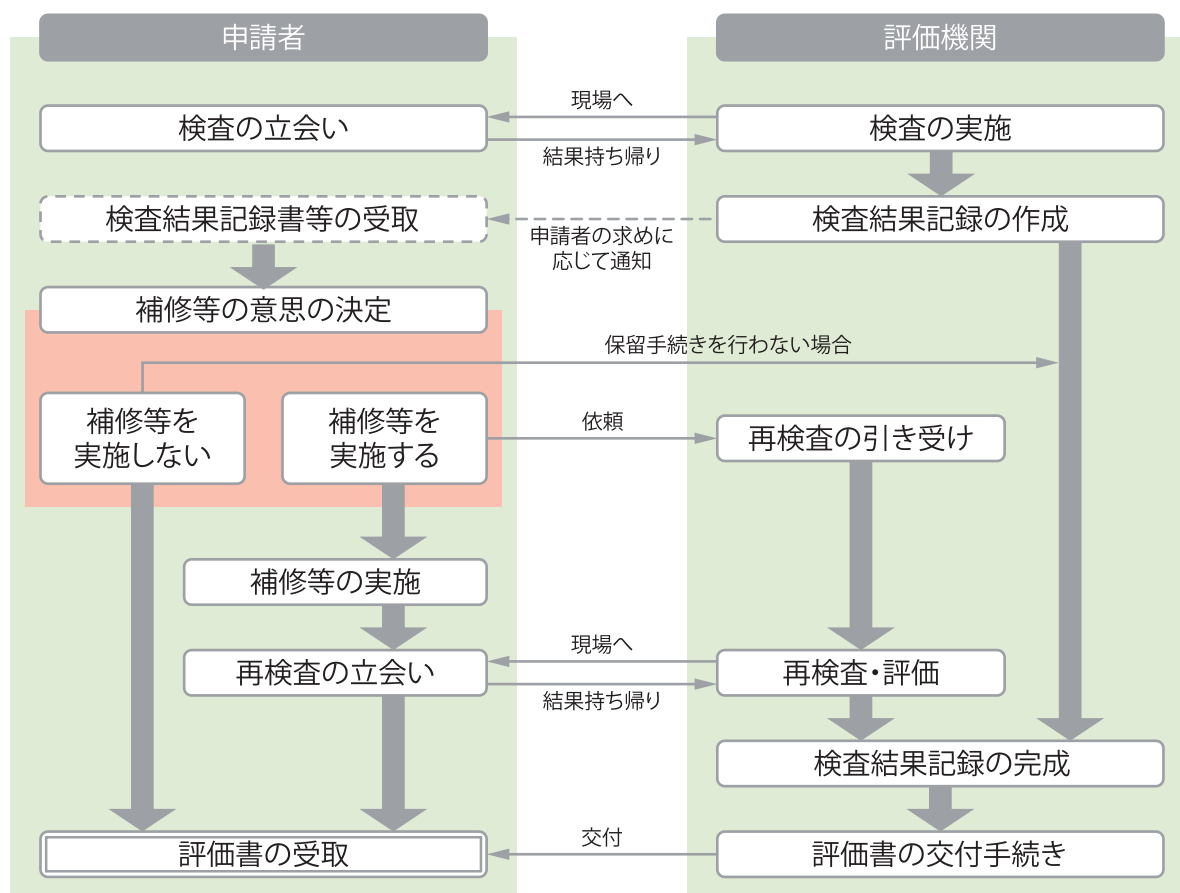 申請者
評価機関
現場へ
検査の立会い
検査の実施
結果持ち帰り
検査結果記録書等の受取
検査結果記録の作成
申請者の求めに
応じて通知
補修等の意思の決定
保留手続きを行わない場合
補修等を
実施しない
補修等を
実施する
依頼
再検査の引き受け
補修等の実施
現場へ
再検査の立会い
再検査・評価
結果持ち帰り
検査結果記録の完成
交付
評価書の受取
評価書の交付手続き